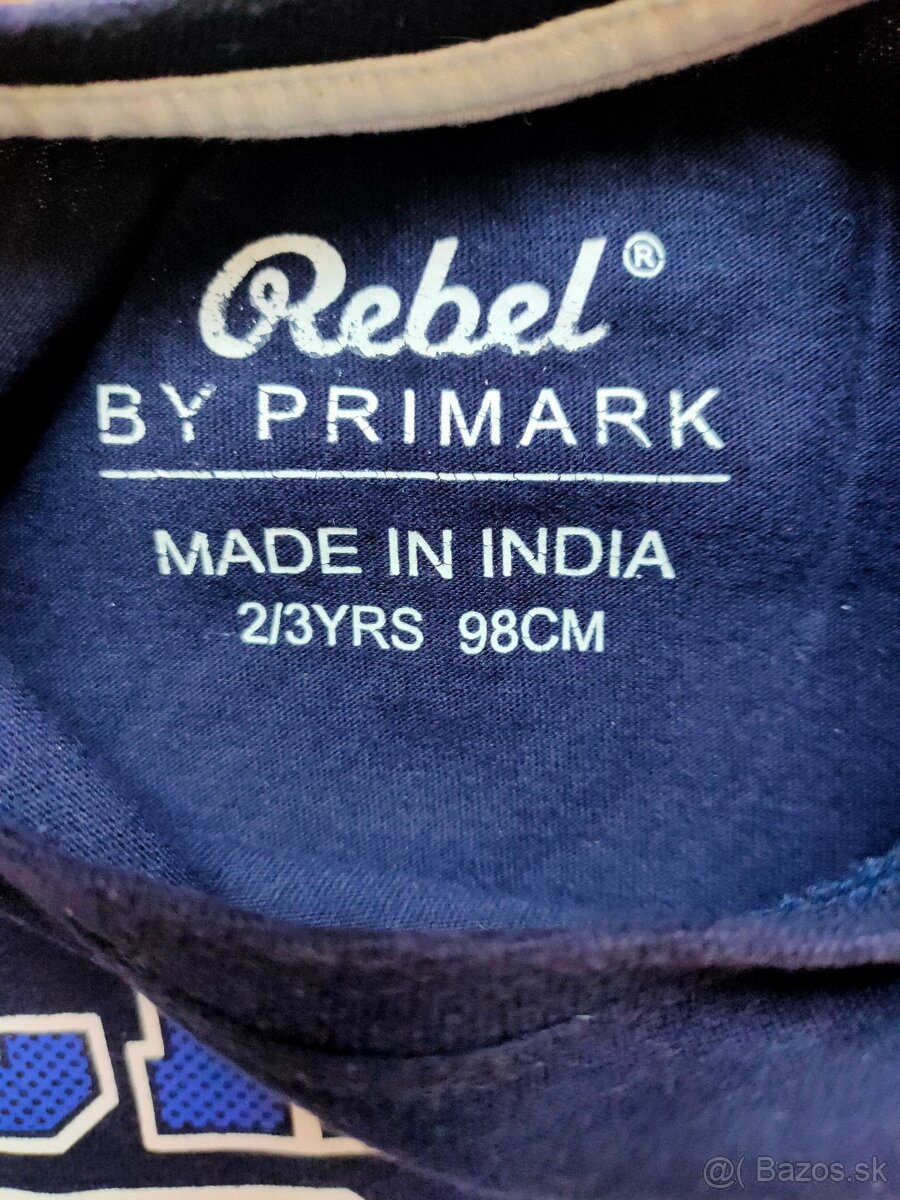 Rebel®
BY PRIMARK
MADE IN INDIA
2/3YRS 98CM
@( Bazos.sk